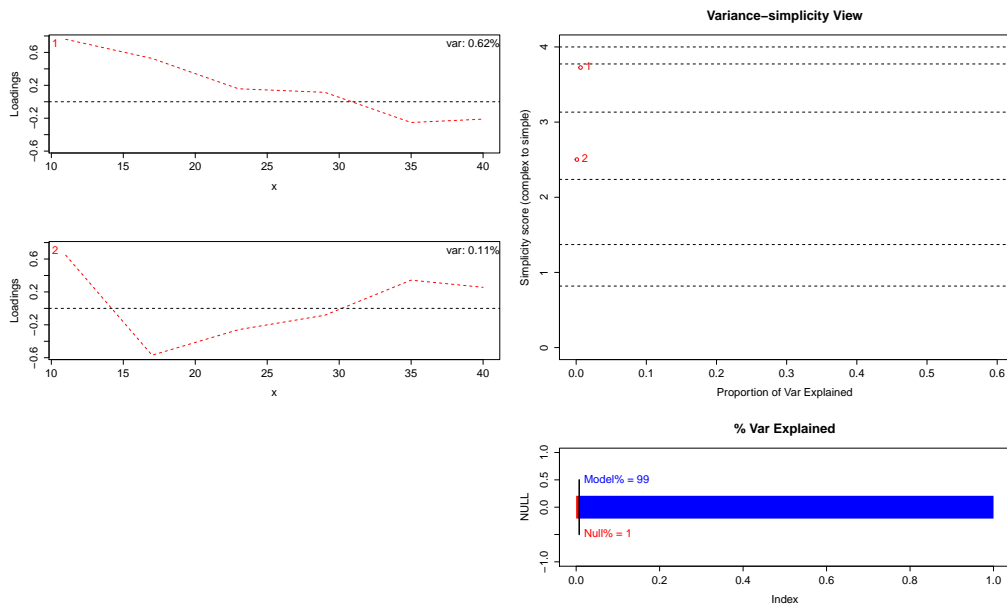 1
var: 0.62%
Loadings
−0.6 −0.2 0.2 0.6
10 15 20 25 30 35 40
x
2
var: 0.11%
Loadings
−0.6 −0.2 0.2 0.6
10 15 20 25 30 35 40
x
Variance−simplicity View
Simplicity score (complex to simple)
0 1 2 3 4
1
2
0.0 0.1 0.2 0.3 0.4 0.5 0.6
Proportion of Var Explained
% Var Explained
NULL
−1.0 0.0 0.5 1.0
Model% = 99
Null% = 1
0.0 0.2 0.4 0.6 0.8 1.0
Index